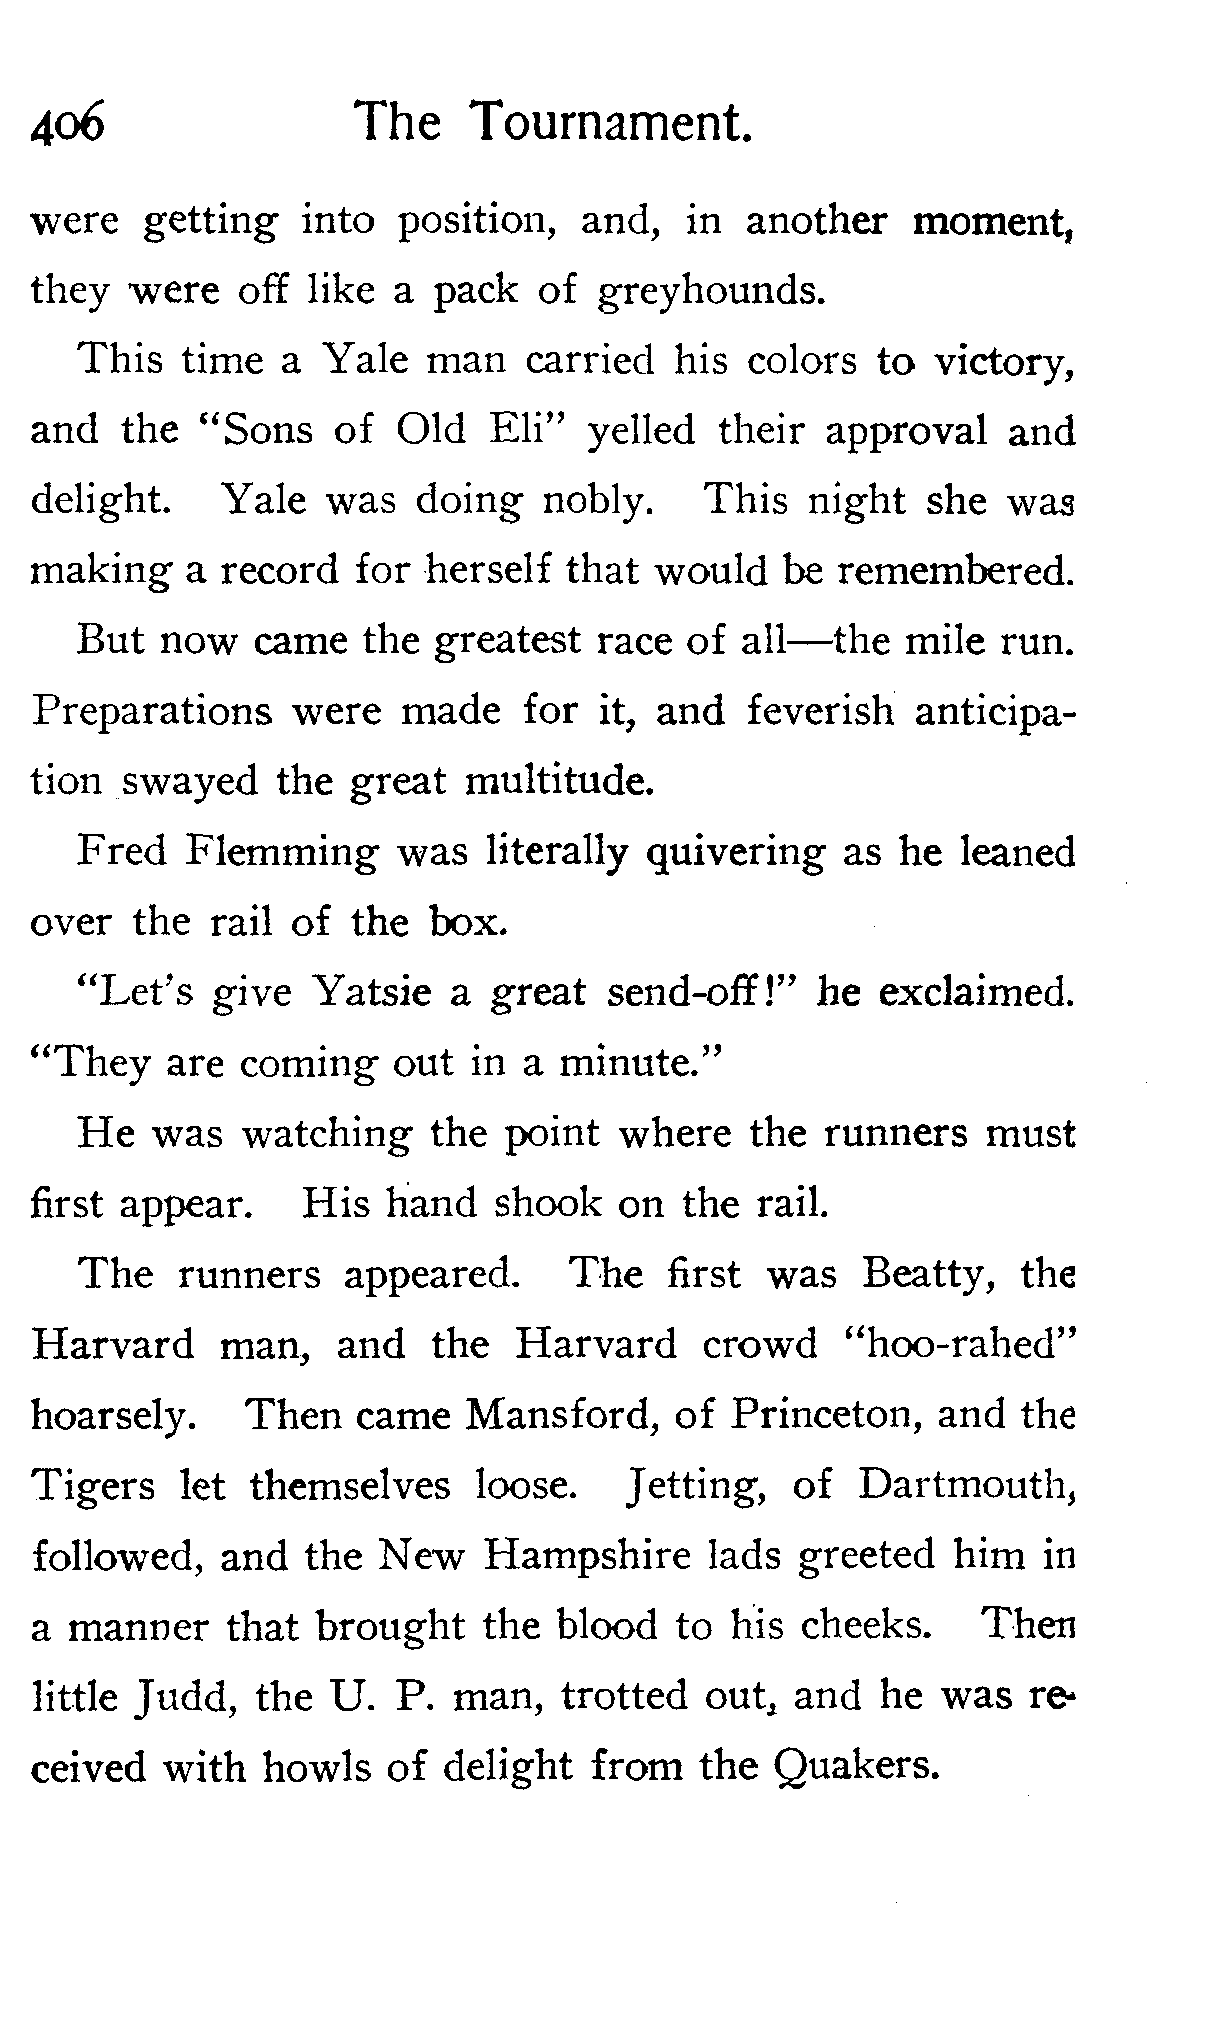 406 The Tournament.
were getting into position, and, in another moment,
they were off like a pack of greyhounds.
This time a Yale man carried his colors to victory,
and the "Sons of Old Eli" yelled their approval and
delight. Yale was doing nobly. This night she was
making a record for herself that would be remembered.
But now came the greatest race of all—the mile run.
Preparations were made for it, and feverish anticipa-
tion swayed the great multitude.
Fred Flemming was literally quivering as he leaned
over the rail of the box.
"Let's give Yatsie a great send-off!" he exclaimed.
"They are coming out in a minute."
He was watching the point where the runners must
first appear. His hand shook on the rail.
The runners appeared. The first was Beatty, the
Harvard man, and the Harvard crowd "hoo-rahed"
hoarsely. Then came Mansford, of Princeton, and the
Tigers let themselves loose. Jetting, of Dartmouth,
followed, and the New Hampshire lads greeted him in
a manner that brought the blood to his cheeks. Then
little Judd, the U. P. man, trotted out, and he was re-
ceived with howls of delight from the Quakers.